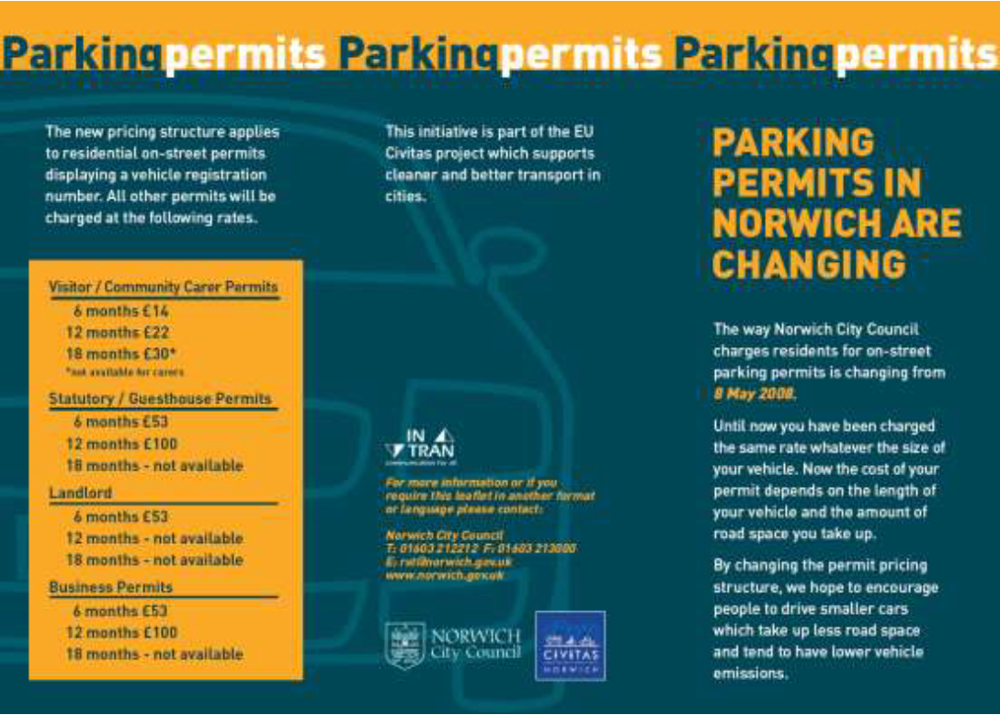 Parkingpermits Parkingpermits Parkingpermits
The new pricing structure applies
to residential on-street permits
displaying a vehicle registration
number. All other permits will be
charged at the following rates.
Visitor / Community Carer Permits
6 months £14
12 months £22
18 months £30*
*not available for carers
Statutory / Guesthouse Permits
6 months £53
12 months £100
18 months - not available
Landlord
6 months £53
12 months - not available
18 months - not available
Business Permits
6 months £53
12 months £100
18 months - not available
This initiative is part of the EU
Civitas project which supports
cleaner and better transport in
cities.
IN
TRAN
communication for all
For more information or if you
require this leaflet in another format
or language please contact:
Norwich City Council
T: 01603 212212 F: 01603 213000
www.norwich.gov.uk
NORWICH
City Council
CIVITAS
NORWICH
PARKING
PERMITS IN
NORWICH ARE
CHANGING
The way Norwich City Council
charges residents for on-street
parking permits is changing from
8 May 2008.
Until now you have been charged
the same rate whatever the size of
your vehicle. Now the cost of your
permit depends on the length of
your vehicle and the amount of
road space you take up.
By changing the permit pricing
structure, we hope to encourage
people to drive smaller cars
which take up less road space
and tend to have lower vehicle
emissions.